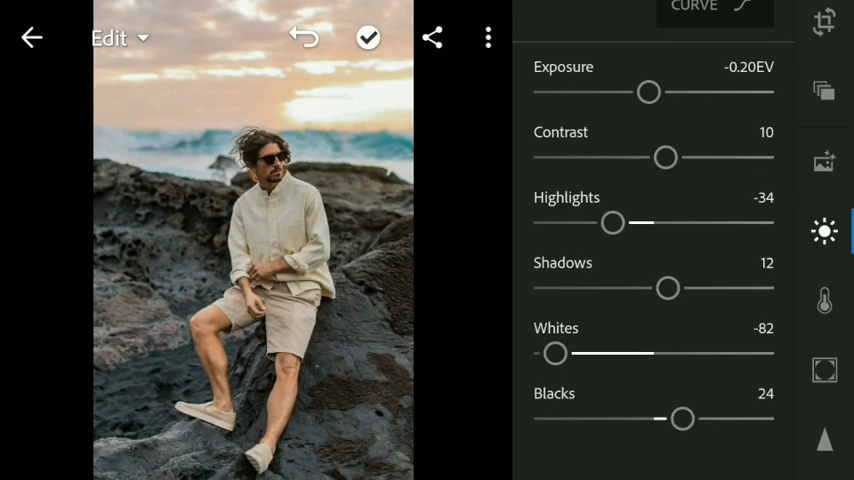 Edit
CURVE
Exposure -0.20EV
Contrast 10
Highlights -34
Shadows 12
Whites -82
Blacks 24